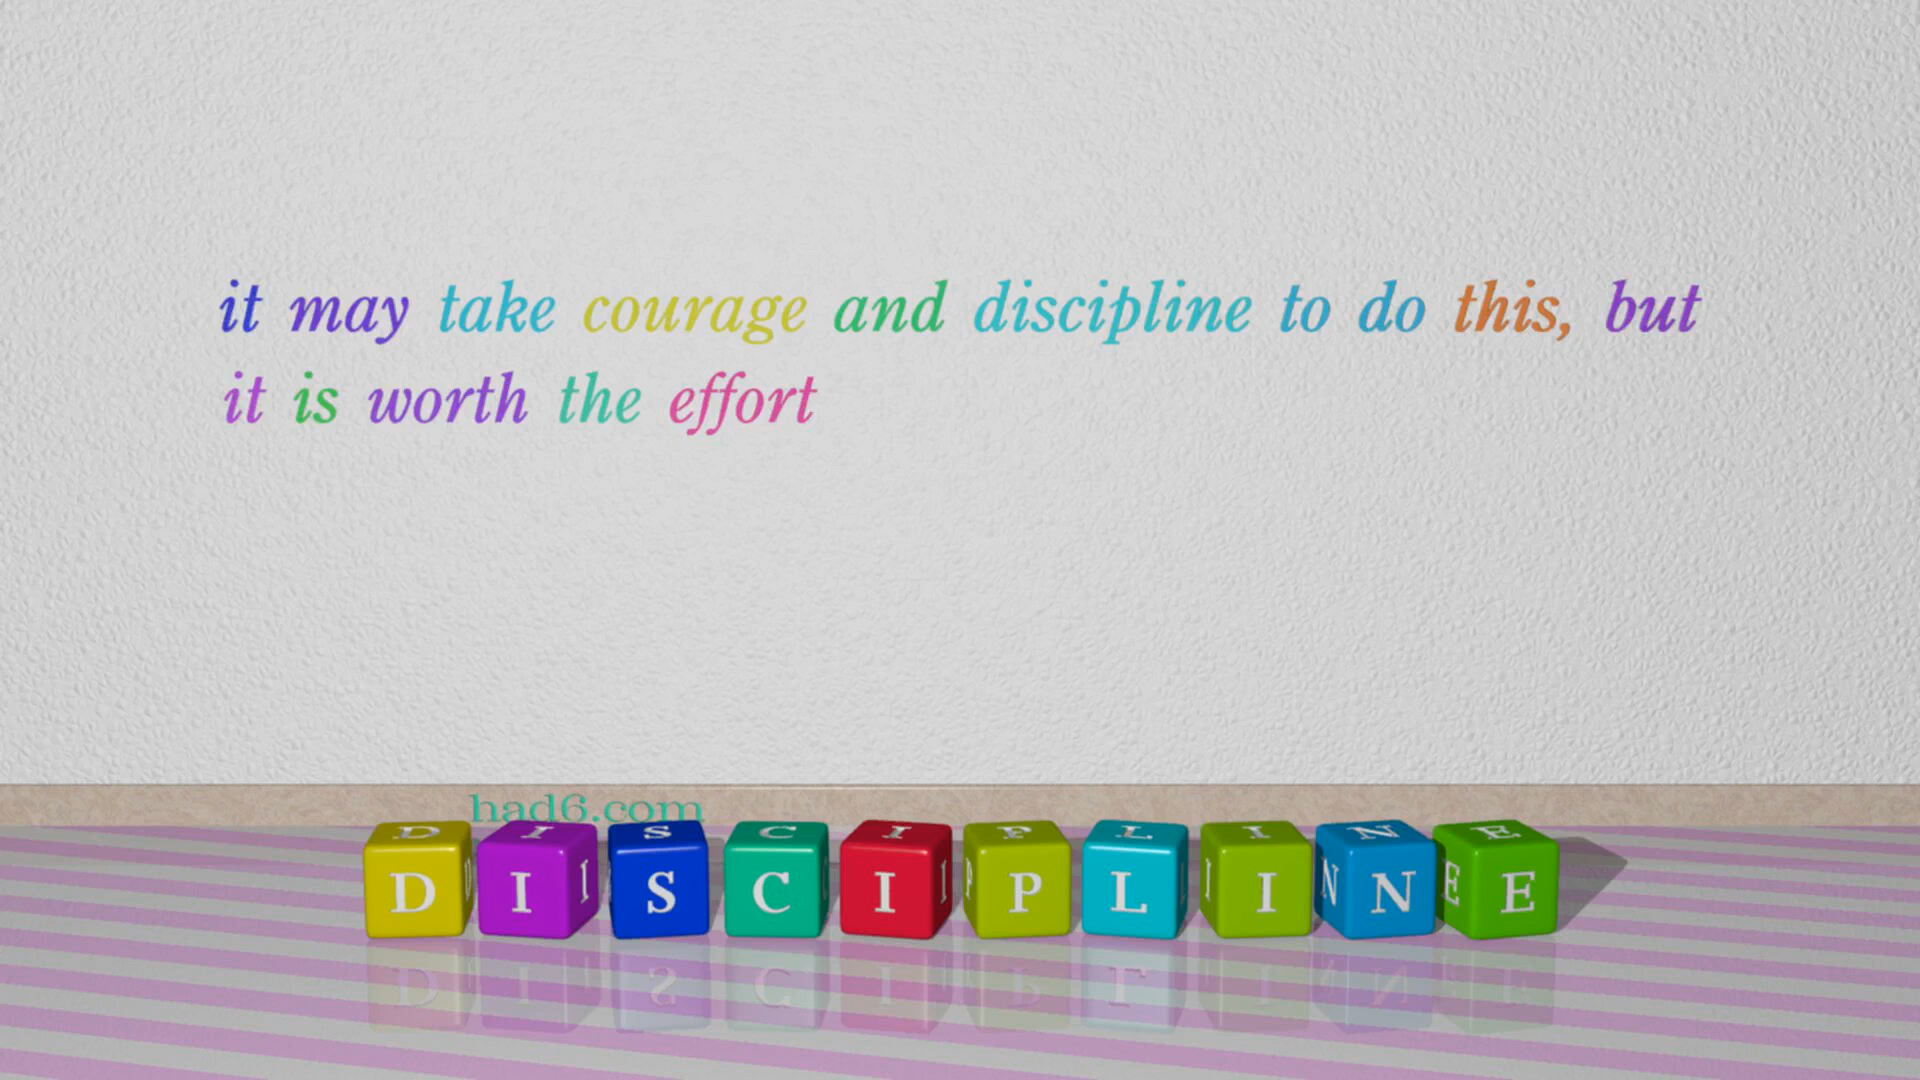 it may take courage and discipline to do this, but
it is worth the effort
had6.com
DISCIPLINE